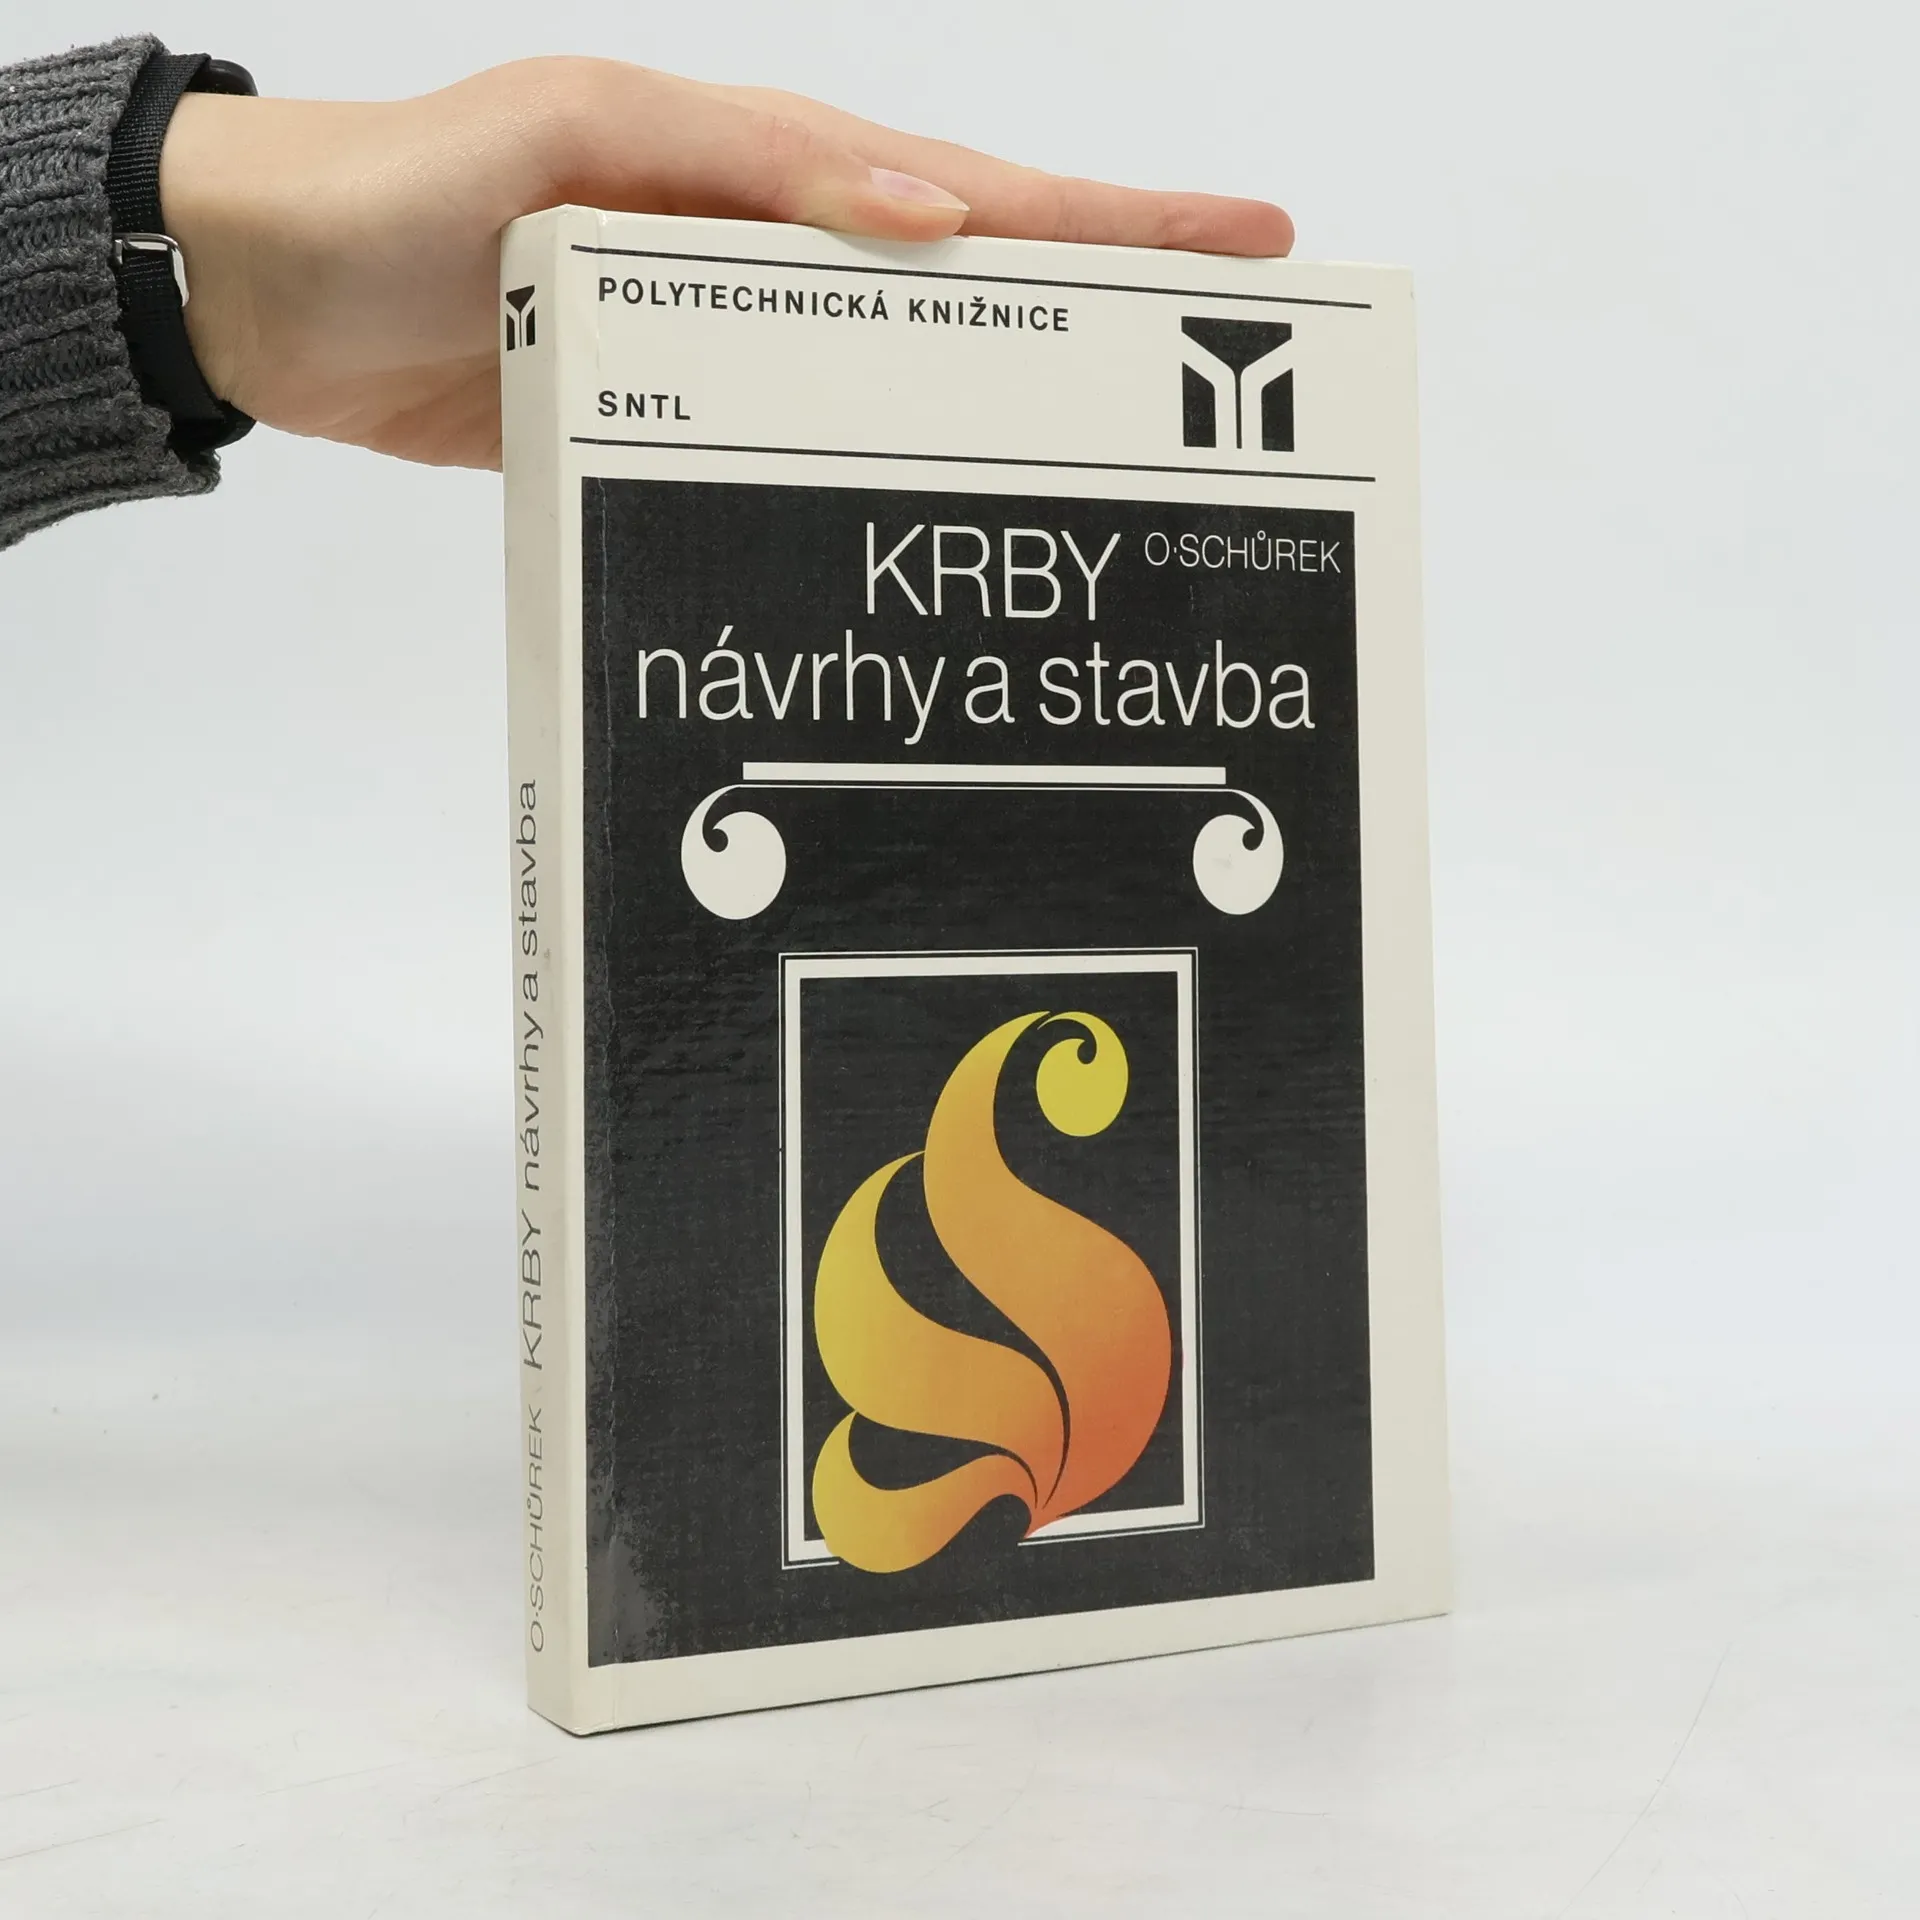 POLYTECHNICKÁ KNIŽNICE
SNTL
KRBY O·SCHŮREK
návrhy a stavba
O·SCHŮREK KRBY návrhy a stavba